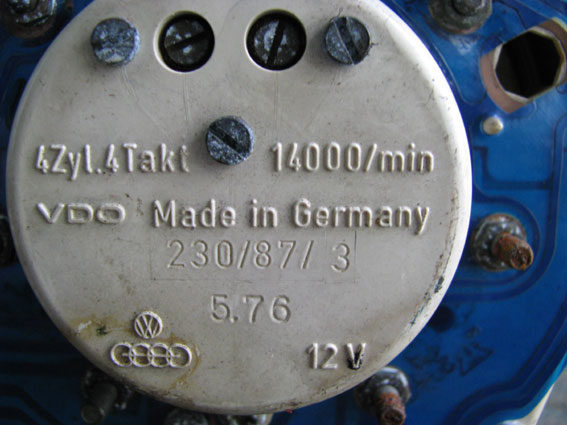 4Zyl.4Takt 14000/min
VDO Made in Germany
230/87/ 3
5.76
12 V